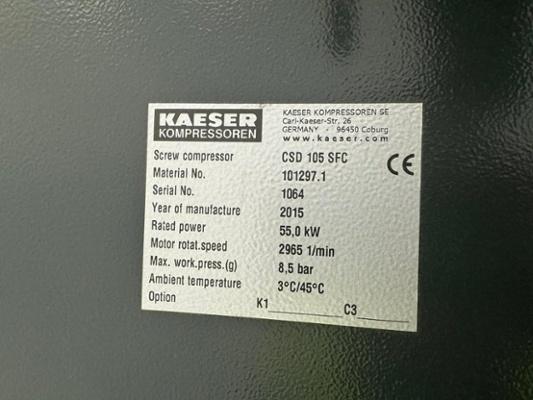 KAESER
KOMPRESSOREN
KAESER KOMPRESSOREN SE
Carl-Kaeser-Str. 26
GERMANY - 96450 Coburg
www.kaeser.com
Screw compressor CSD 105 SFC
CE
Material No. 101297.1
Serial No. 1064
Year of manufacture 2015
Rated power 55,0 kW
Motor rotat.speed 2965 1/min
Max. work.press.(g) 8,5 bar
Ambient temperature 3°C/45°C
Option K1 C3